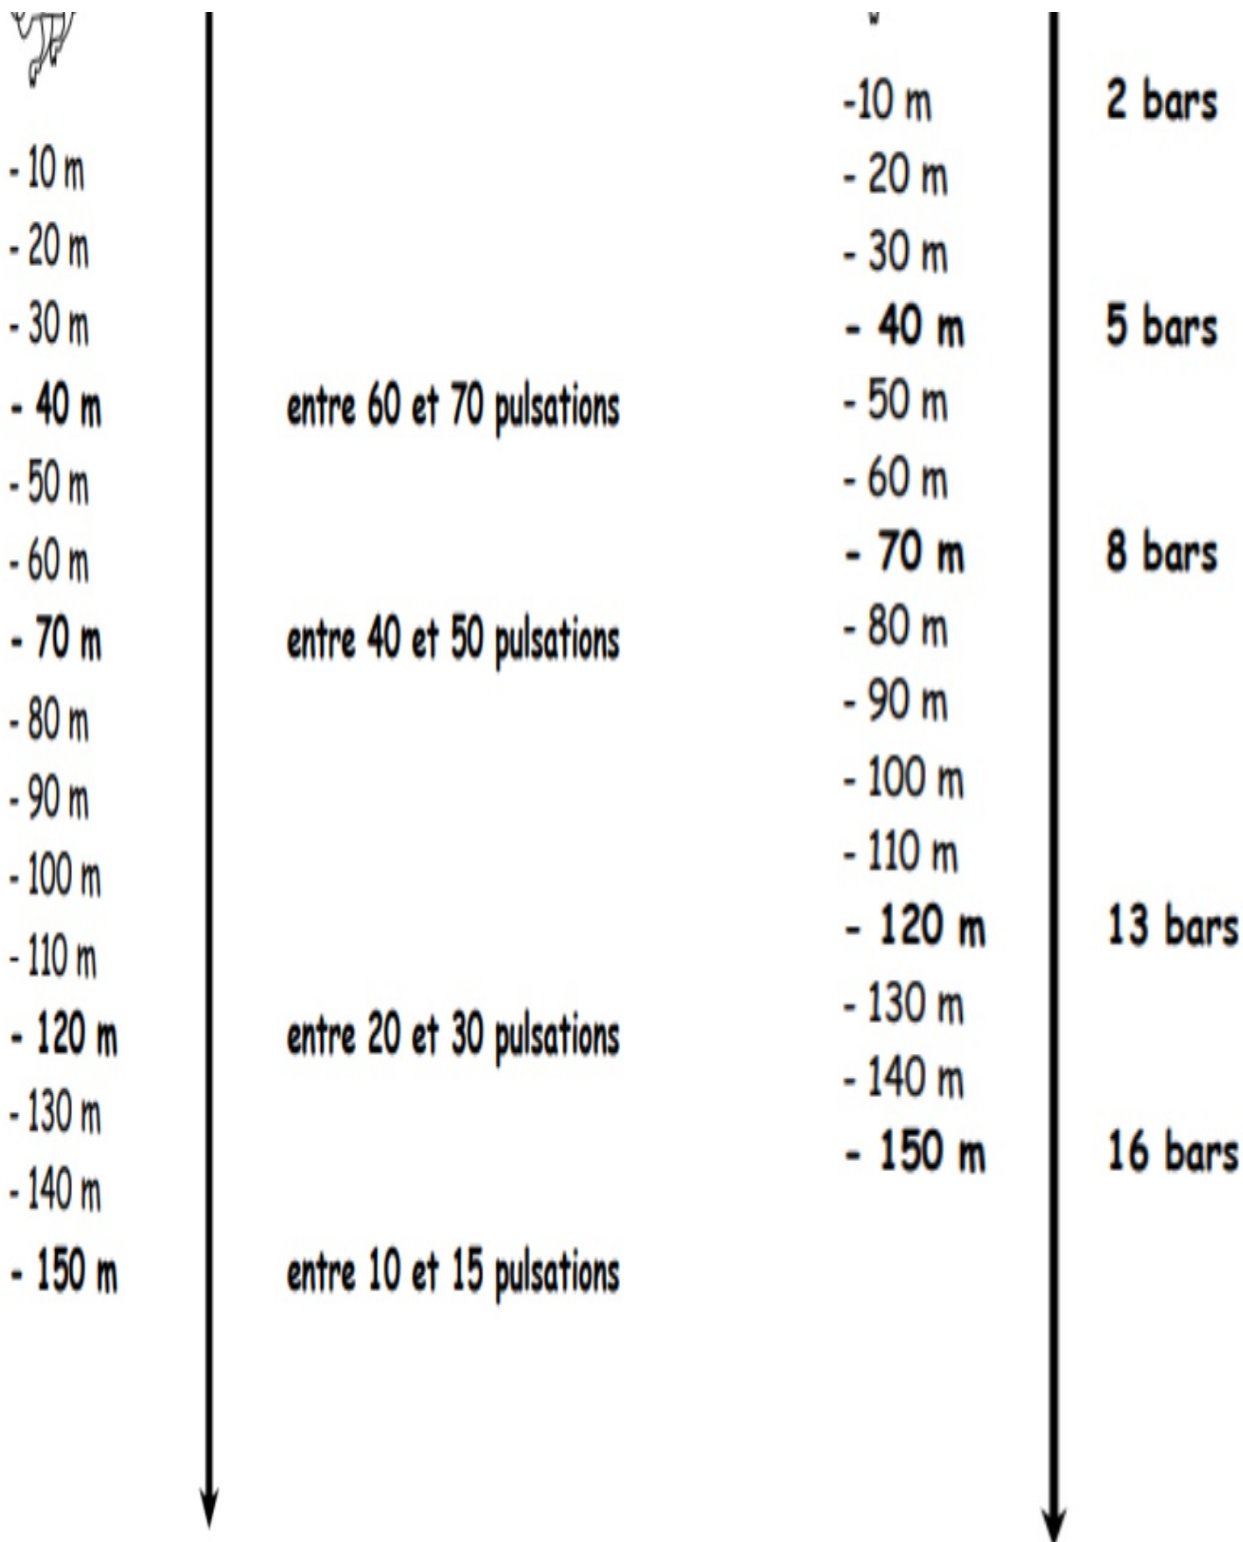 - 10 m
- 20 m
- 30 m
- 40 m entre 60 et 70 pulsations
- 50 m
- 60 m
- 70 m entre 40 et 50 pulsations
- 80 m
- 90 m
- 100 m
- 110 m
- 120 m entre 20 et 30 pulsations
- 130 m
- 140 m
- 150 m entre 10 et 15 pulsations
-10 m 2 bars
- 20 m
- 30 m
- 40 m 5 bars
- 50 m
- 60 m
- 70 m 8 bars
- 80 m
- 90 m
- 100 m
- 110 m
- 120 m 13 bars
- 130 m
- 140 m
- 150 m 16 bars